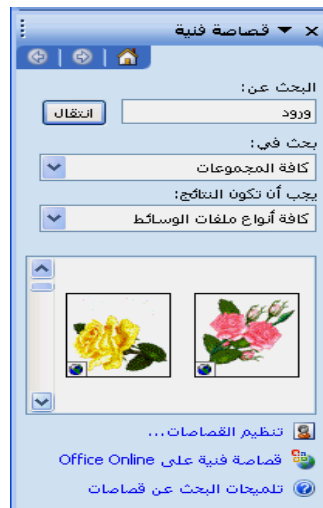 قصاصة فنية
البحث عن:
ورود
انتقال
بحث في:
كافة المجموعات
يجب أن تكون النتائج:
كافة أنواع ملفات الوسائط
تنظيم القصاصات...
قصاصة فنية على Office Online
تلميحات البحث عن قصاصات